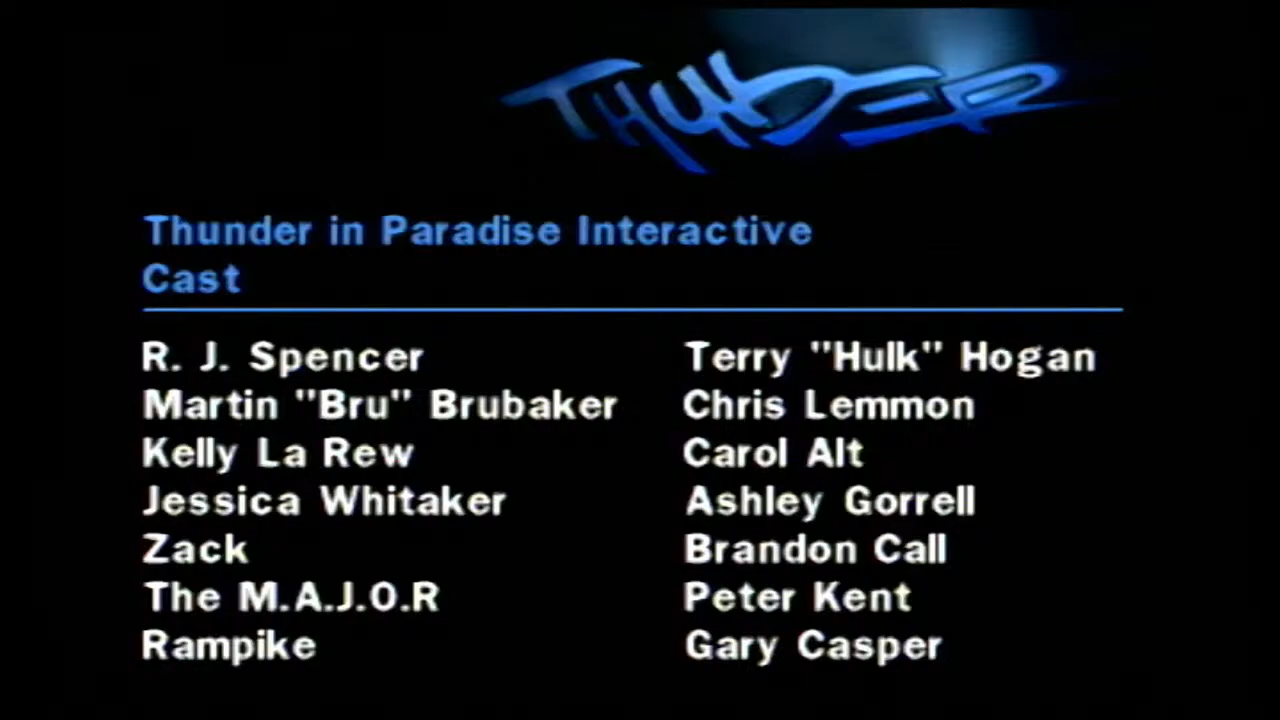 THUNDER
Thunder in Paradise Interactive
Cast
R. J. Spencer Terry "Hulk" Hogan
Martin "Bru" Brubaker Chris Lemmon
Kelly La Rew Carol Alt
Jessica Whitaker Ashley Gorrell
Zack Brandon Call
The M.A.J.O.R Peter Kent
Rampike Gary Casper